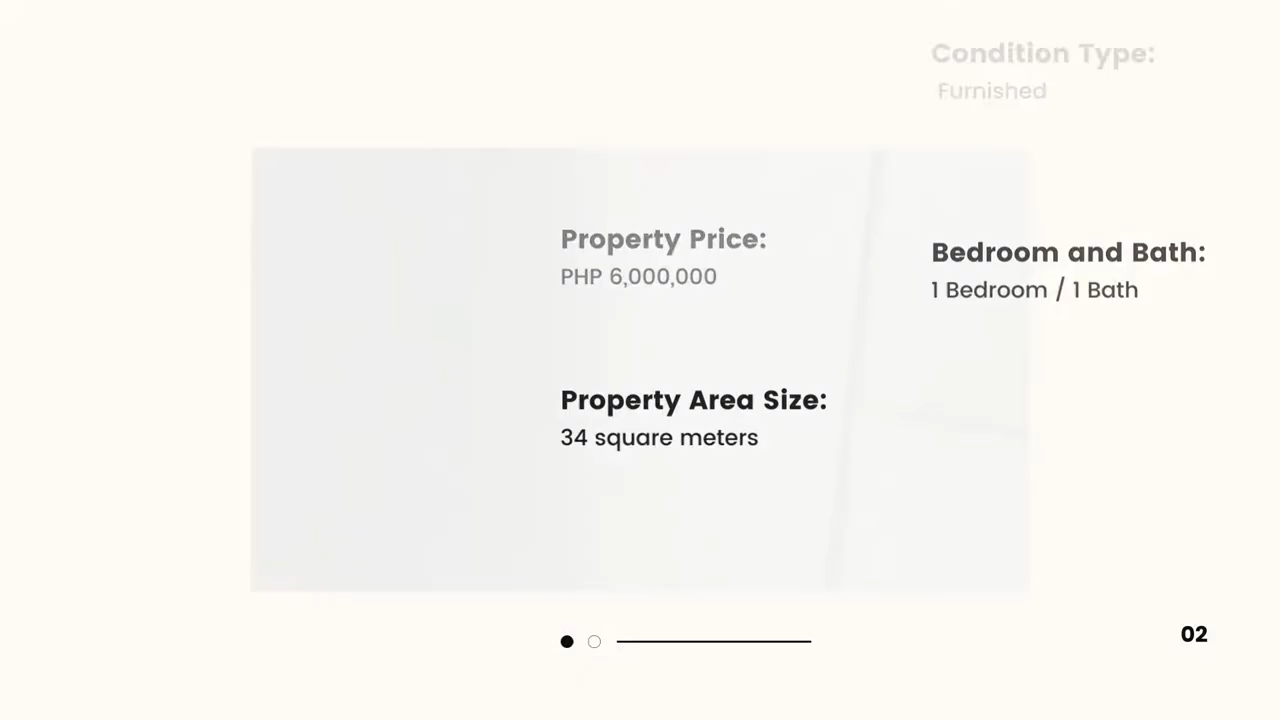 Condition Type:
Furnished
Property Price:
PHP 6,000,000
Bedroom and Bath:
1 Bedroom / 1 Bath
Property Area Size:
34 square meters
02